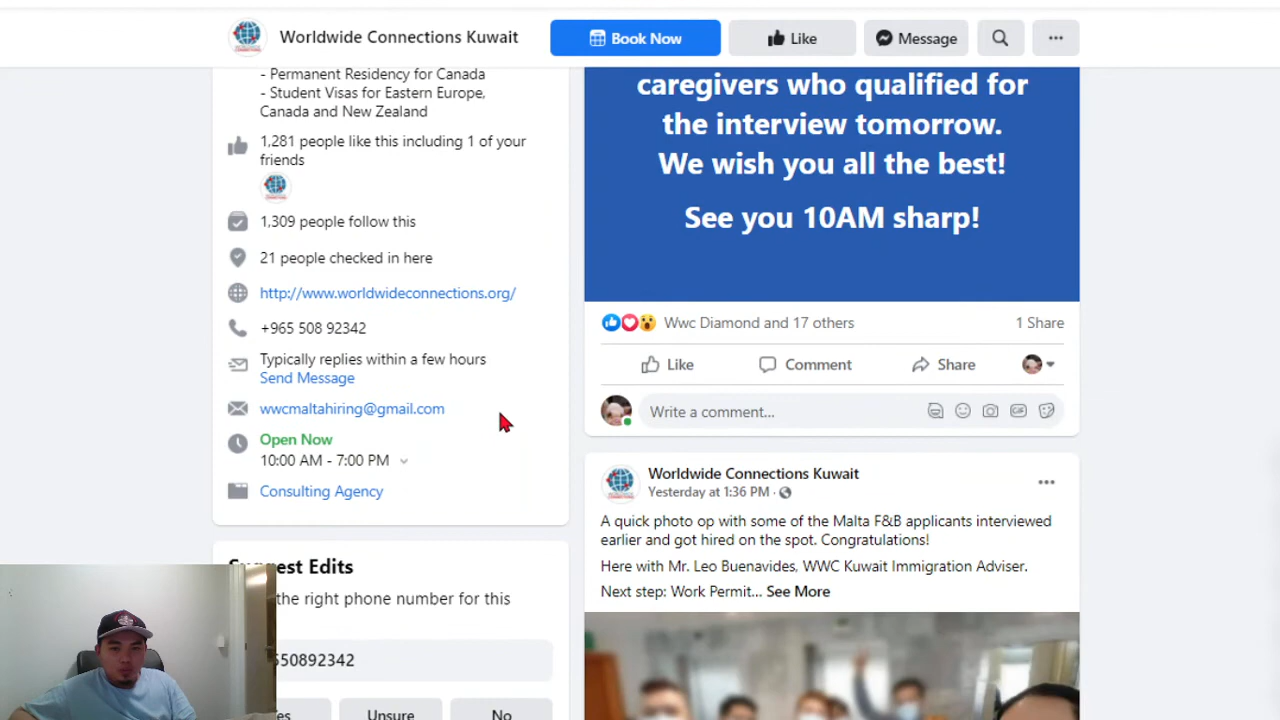 Worldwide Connections Kuwait
Book Now
Like
Message
- Permanent Residency for Canada
- Student Visas for Eastern Europe,
Canada and New Zealand
1,281 people like this including 1 of your
friends
1,309 people follow this
21 people checked in here
http://www.worldwideconnections.org/
+965 508 92342
Typically replies within a few hours
Send Message
wwcmaltahiring@gmail.com
Open Now
10:00 AM - 7:00 PM
Consulting Agency
Edits
the right phone number for this
550892342
Unsure
No
caregivers who qualified for
the interview tomorrow.
We wish you all the best!
See you 10AM sharp!
Wwc Diamond and 17 others
1 Share
Like
Comment
Share
Write a comment...
Worldwide Connections Kuwait
Yesterday at 1:36 PM ·
A quick photo op with some of the Malta F&B applicants interviewed
earlier and got hired on the spot. Congratulations!
Here with Mr. Leo Buenavides, WWC Kuwait Immigration Adviser.
Next step: Work Permit... See More